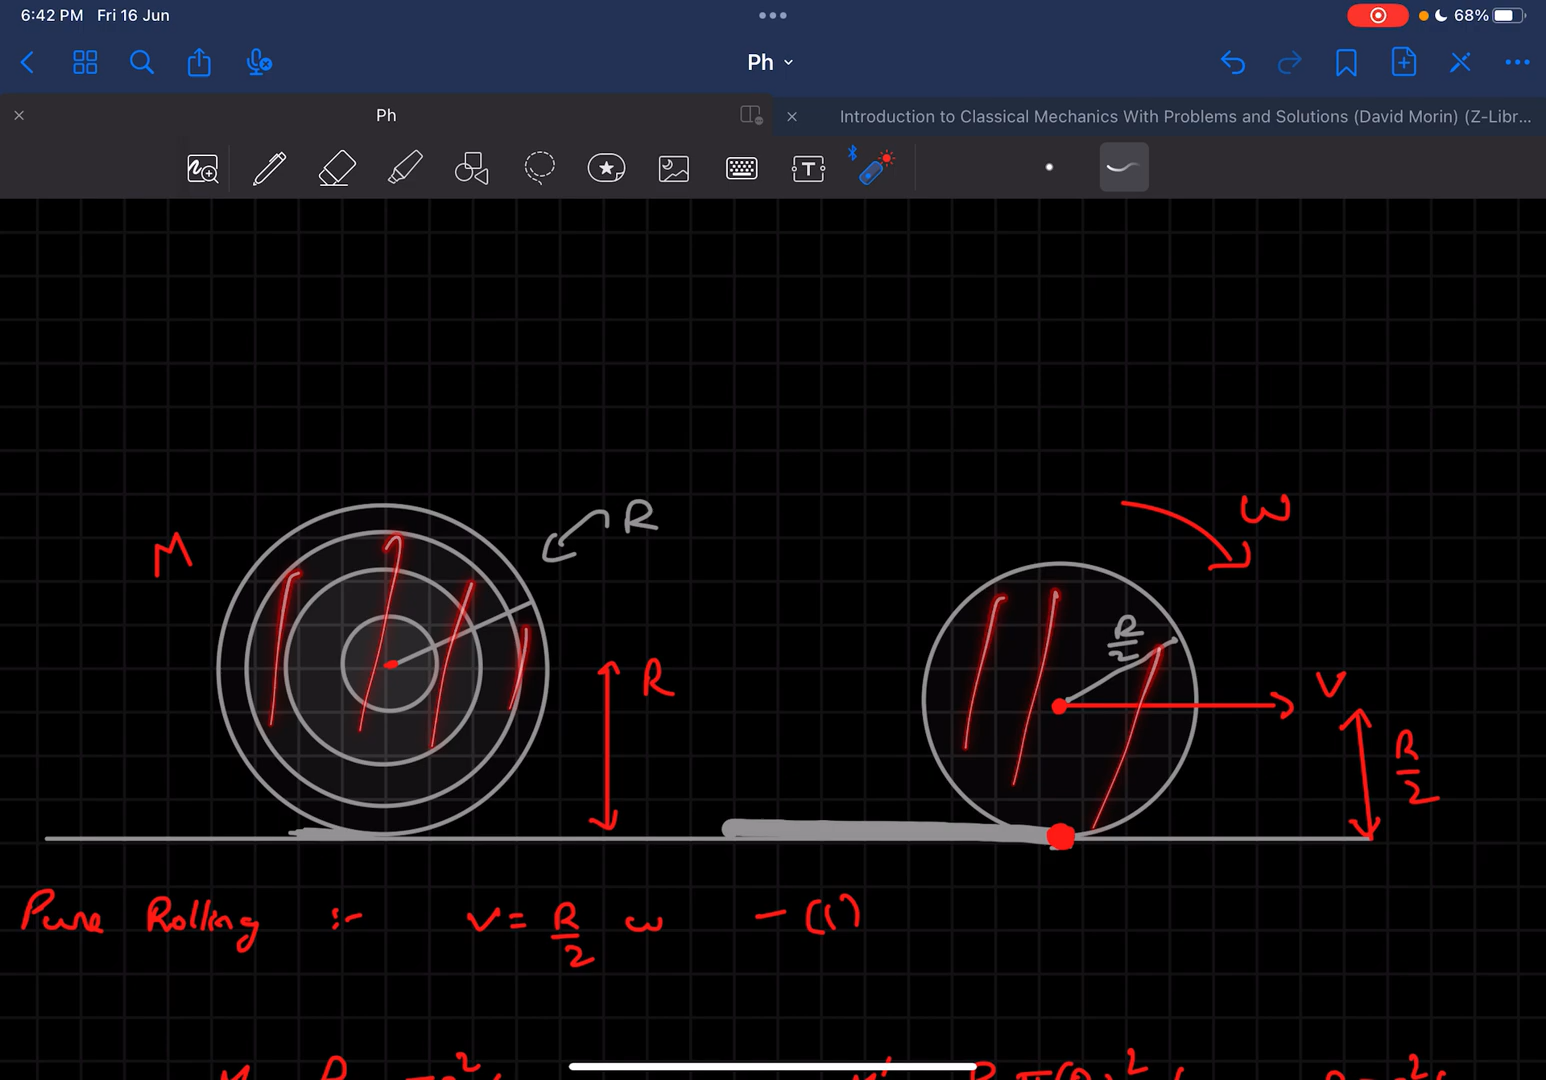 6:42 PM Fri 16 Jun
68%
Ph
Ph
Introduction to Classical Mechanics With Problems and Solutions (David Morin) (Z-Libr...
T
M
R
R
ω
R/2
v
R/2
Pure Rolling :- v = R/2 ω - (1)